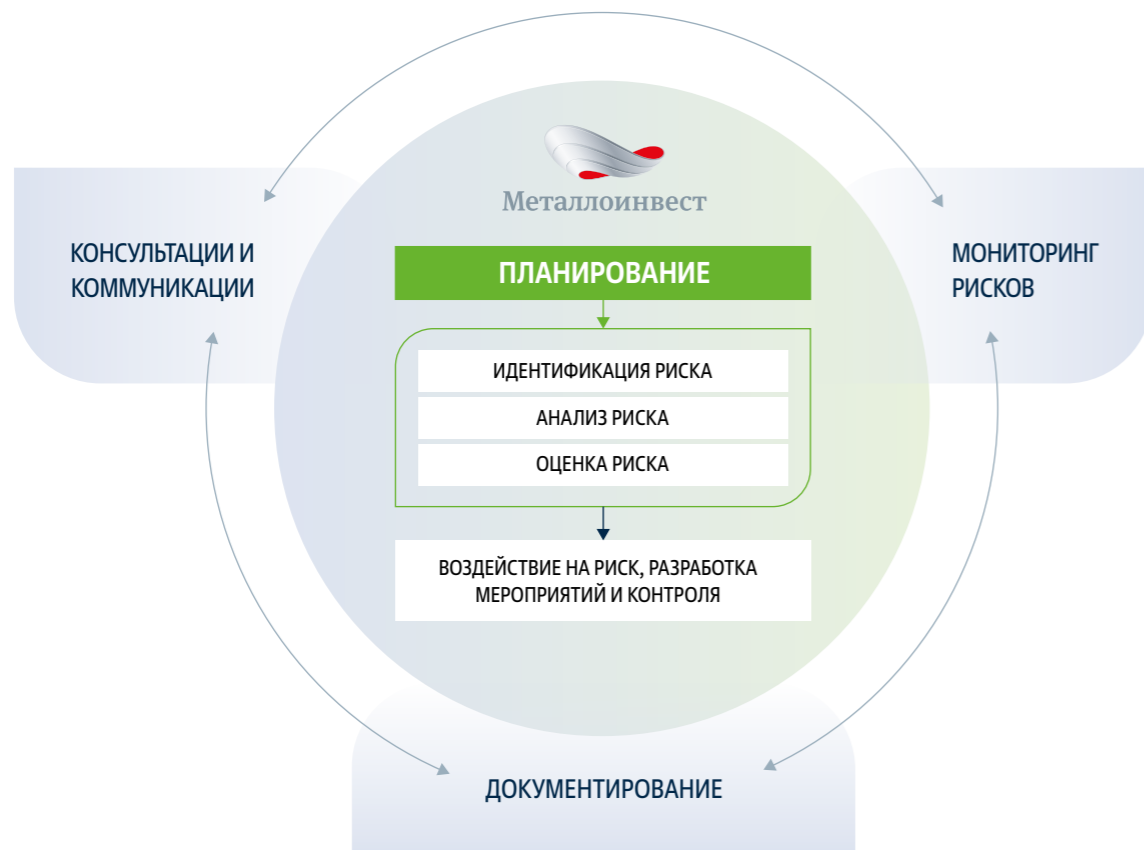 Металлоинвест
КОНСУЛЬТАЦИИ И
КОММУНИКАЦИИ
ПЛАНИРОВАНИЕ
МОНИТОРИНГ
РИСКОВ
ИДЕНТИФИКАЦИЯ РИСКА
АНАЛИЗ РИСКА
ОЦЕНКА РИСКА
ВОЗДЕЙСТВИЕ НА РИСК, РАЗРАБОТКА
МЕРОПРИЯТИЙ И КОНТРОЛЯ
ДОКУМЕНТИРОВАНИЕ